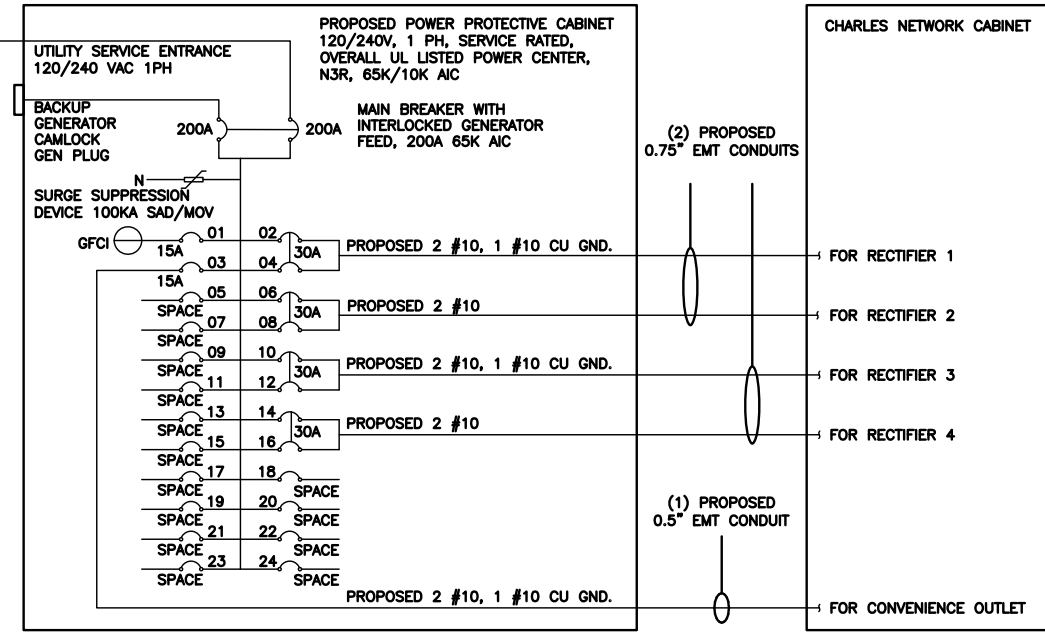 PROPOSED POWER PROTECTIVE CABINET
120/240V, 1 PH, SERVICE RATED,
OVERALL UL LISTED POWER CENTER,
N3R, 65K/10K AIC
CHARLES NETWORK CABINET
UTILITY SERVICE ENTRANCE
120/240 VAC 1PH
BACKUP
GENERATOR
CAMLOCK
GEN PLUG
200A
200A
MAIN BREAKER WITH
INTERLOCKED GENERATOR
FEED, 200A 65K AIC
(2) PROPOSED
0.75" EMT CONDUITS
N
SURGE SUPPRESSION
DEVICE 100KA SAD/MOV
GFCI
15A
01
02
30A
PROPOSED 2 #10, 1 #10 CU GND.
FOR RECTIFIER 1
15A
03
04
SPACE
05
06
30A
PROPOSED 2 #10
FOR RECTIFIER 2
SPACE
07
08
SPACE
09
10
30A
PROPOSED 2 #10, 1 #10 CU GND.
FOR RECTIFIER 3
SPACE
11
12
SPACE
13
14
30A
PROPOSED 2 #10
FOR RECTIFIER 4
SPACE
15
16
SPACE
17
18
SPACE
SPACE
19
20
SPACE
SPACE
21
22
SPACE
SPACE
23
24
SPACE
(1) PROPOSED
0.5" EMT CONDUIT
PROPOSED 2 #10, 1 #10 CU GND.
FOR CONVENIENCE OUTLET